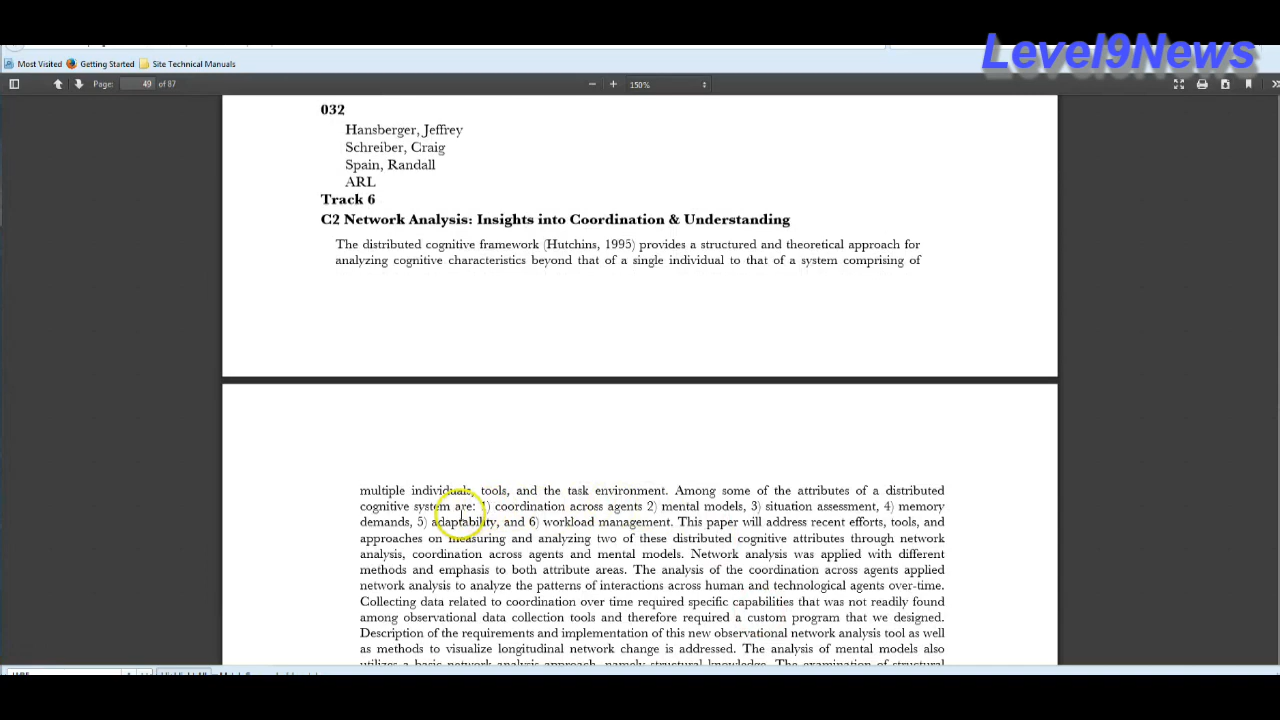 Level9News
Most Visited Getting Started Site Technical Manuals
Page: 49 of 87 150%
032
Hansberger, Jeffrey
Schreiber, Craig
Spain, Randall
ARL
Track 6
C2 Network Analysis: Insights into Coordination & Understanding
The distributed cognitive framework (Hutchins, 1995) provides a structured and theoretical approach for
analyzing cognitive characteristics beyond that of a single individual to that of a system comprising of
multiple individuals, tools, and the task environment. Among some of the attributes of a distributed
cognitive system are: 1) coordination across agents 2) mental models, 3) situation assessment, 4) memory
demands, 5) adaptability, and 6) workload management. This paper will address recent efforts, tools, and
approaches on measuring and analyzing two of these distributed cognitive attributes through network
analysis, coordination across agents and mental models. Network analysis was applied with different
methods and emphasis to both attribute areas. The analysis of the coordination across agents applied
network analysis to analyze the patterns of interactions across human and technological agents over-time.
Collecting data related to coordination over time required specific capabilities that was not readily found
among observational data collection tools and therefore required a custom program that we designed.
Description of the requirements and implementation of this new observational network analysis tool as well
as methods to visualize longitudinal network change is addressed. The analysis of mental models also
utilizes a basic network analysis approach, namely structural knowledge. The examination of structural